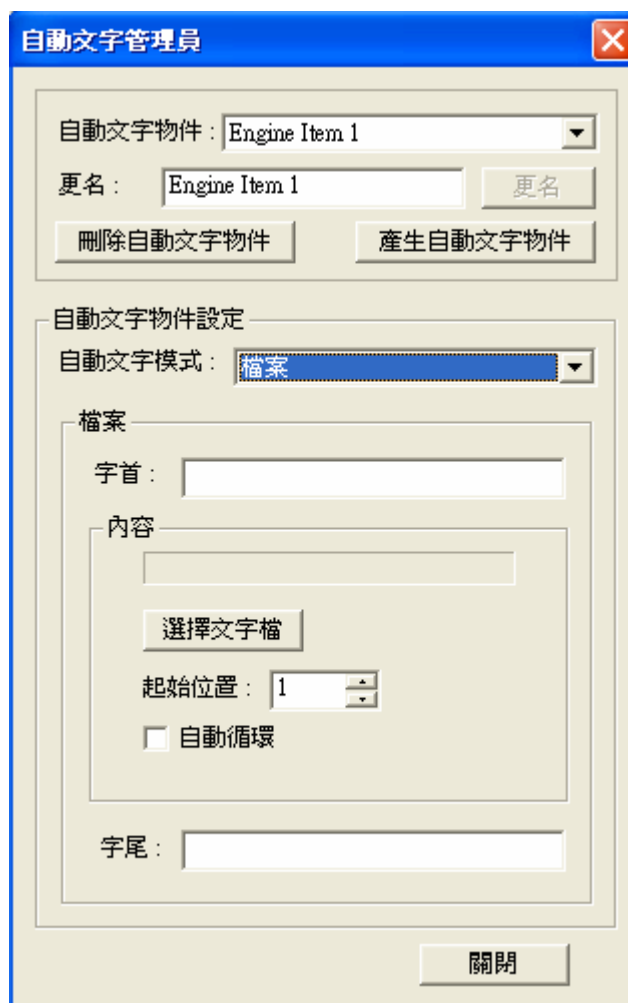 自動文字管理員
自動文字物件 : Engine Item 1
更名 : Engine Item 1 更名
刪除自動文字物件 產生自動文字物件
自動文字物件設定
自動文字模式 : 檔案
檔案
字首 :
內容
選擇文字檔
起始位置 : 1
自動循環
字尾 :
關閉